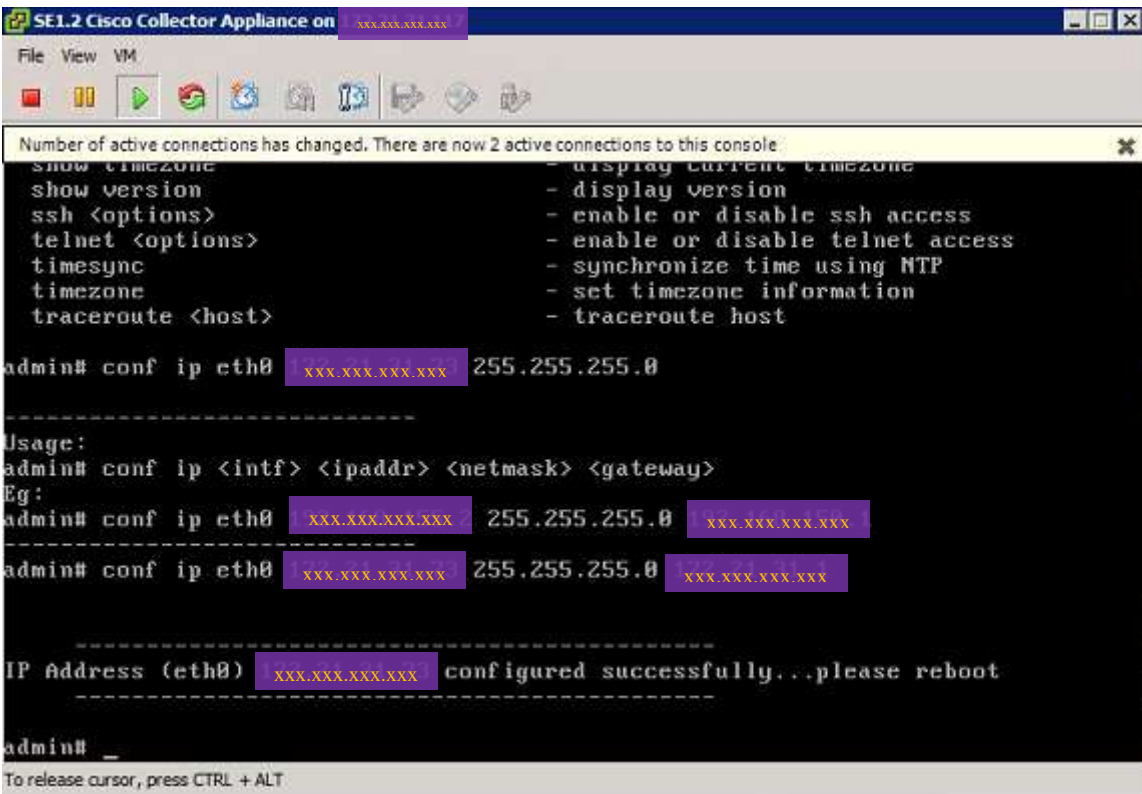 SE1.2 Cisco Collector Appliance on xxx.xxx.xxx.xxx
File View VM
Number of active connections has changed. There are now 2 active connections to this console
show timezone - display current timezone
show version - display version
ssh <options> - enable or disable ssh access
telnet <options> - enable or disable telnet access
timesync - synchronize time using NTP
timezone - set timezone information
traceroute <host> - traceroute host
admin# conf ip eth0 xxx.xxx.xxx.xxx 255.255.255.0
-----------------------------
Usage:
admin# conf ip <intf> <ipaddr> <netmask> <gateway>
Eg:
admin# conf ip eth0 xxx.xxx.xxx.xxx 255.255.255.0 xxx.xxx.xxx.xxx
-----------------------------
admin# conf ip eth0 xxx.xxx.xxx.xxx 255.255.255.0 xxx.xxx.xxx.xxx
---------------------------------------------
IP Address (eth0) xxx.xxx.xxx.xxx configured successfully...please reboot
---------------------------------------------
admin# _
To release cursor, press CTRL + ALT